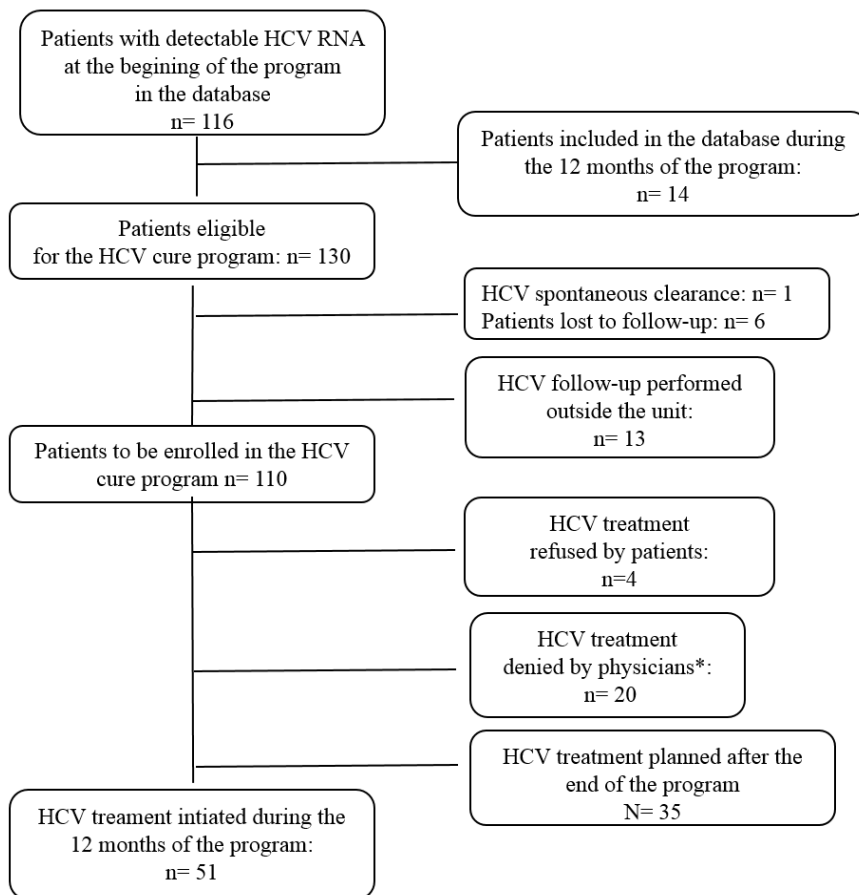 Patients with detectable HCV RNA
at the begining of the program
in the database
n= 116
Patients included in the database during
the 12 months of the program:
n= 14
Patients eligible
for the HCV cure program: n= 130
HCV spontaneous clearance: n= 1
Patients lost to follow-up: n= 6
HCV follow-up performed
outside the unit:
n= 13
Patients to be enrolled in the HCV
cure program n= 110
HCV treatment
refused by patients:
n=4
HCV treatment
denied by physicians*:
n= 20
HCV treatment planned after the
end of the program
N= 35
HCV treament intiated during the
12 months of the program:
n= 51